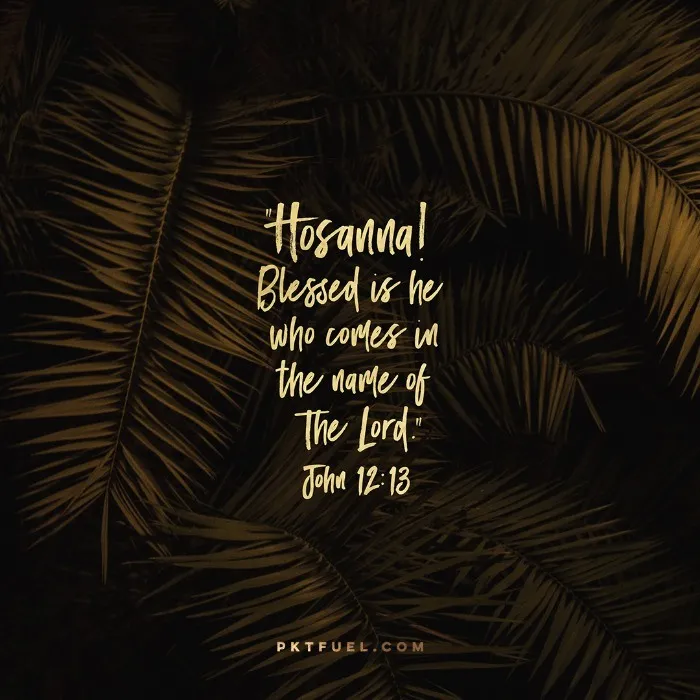 "Hosanna!
Blessed is he
who comes in
the name of
The Lord."
John 12:13
PKTFUEL.COM